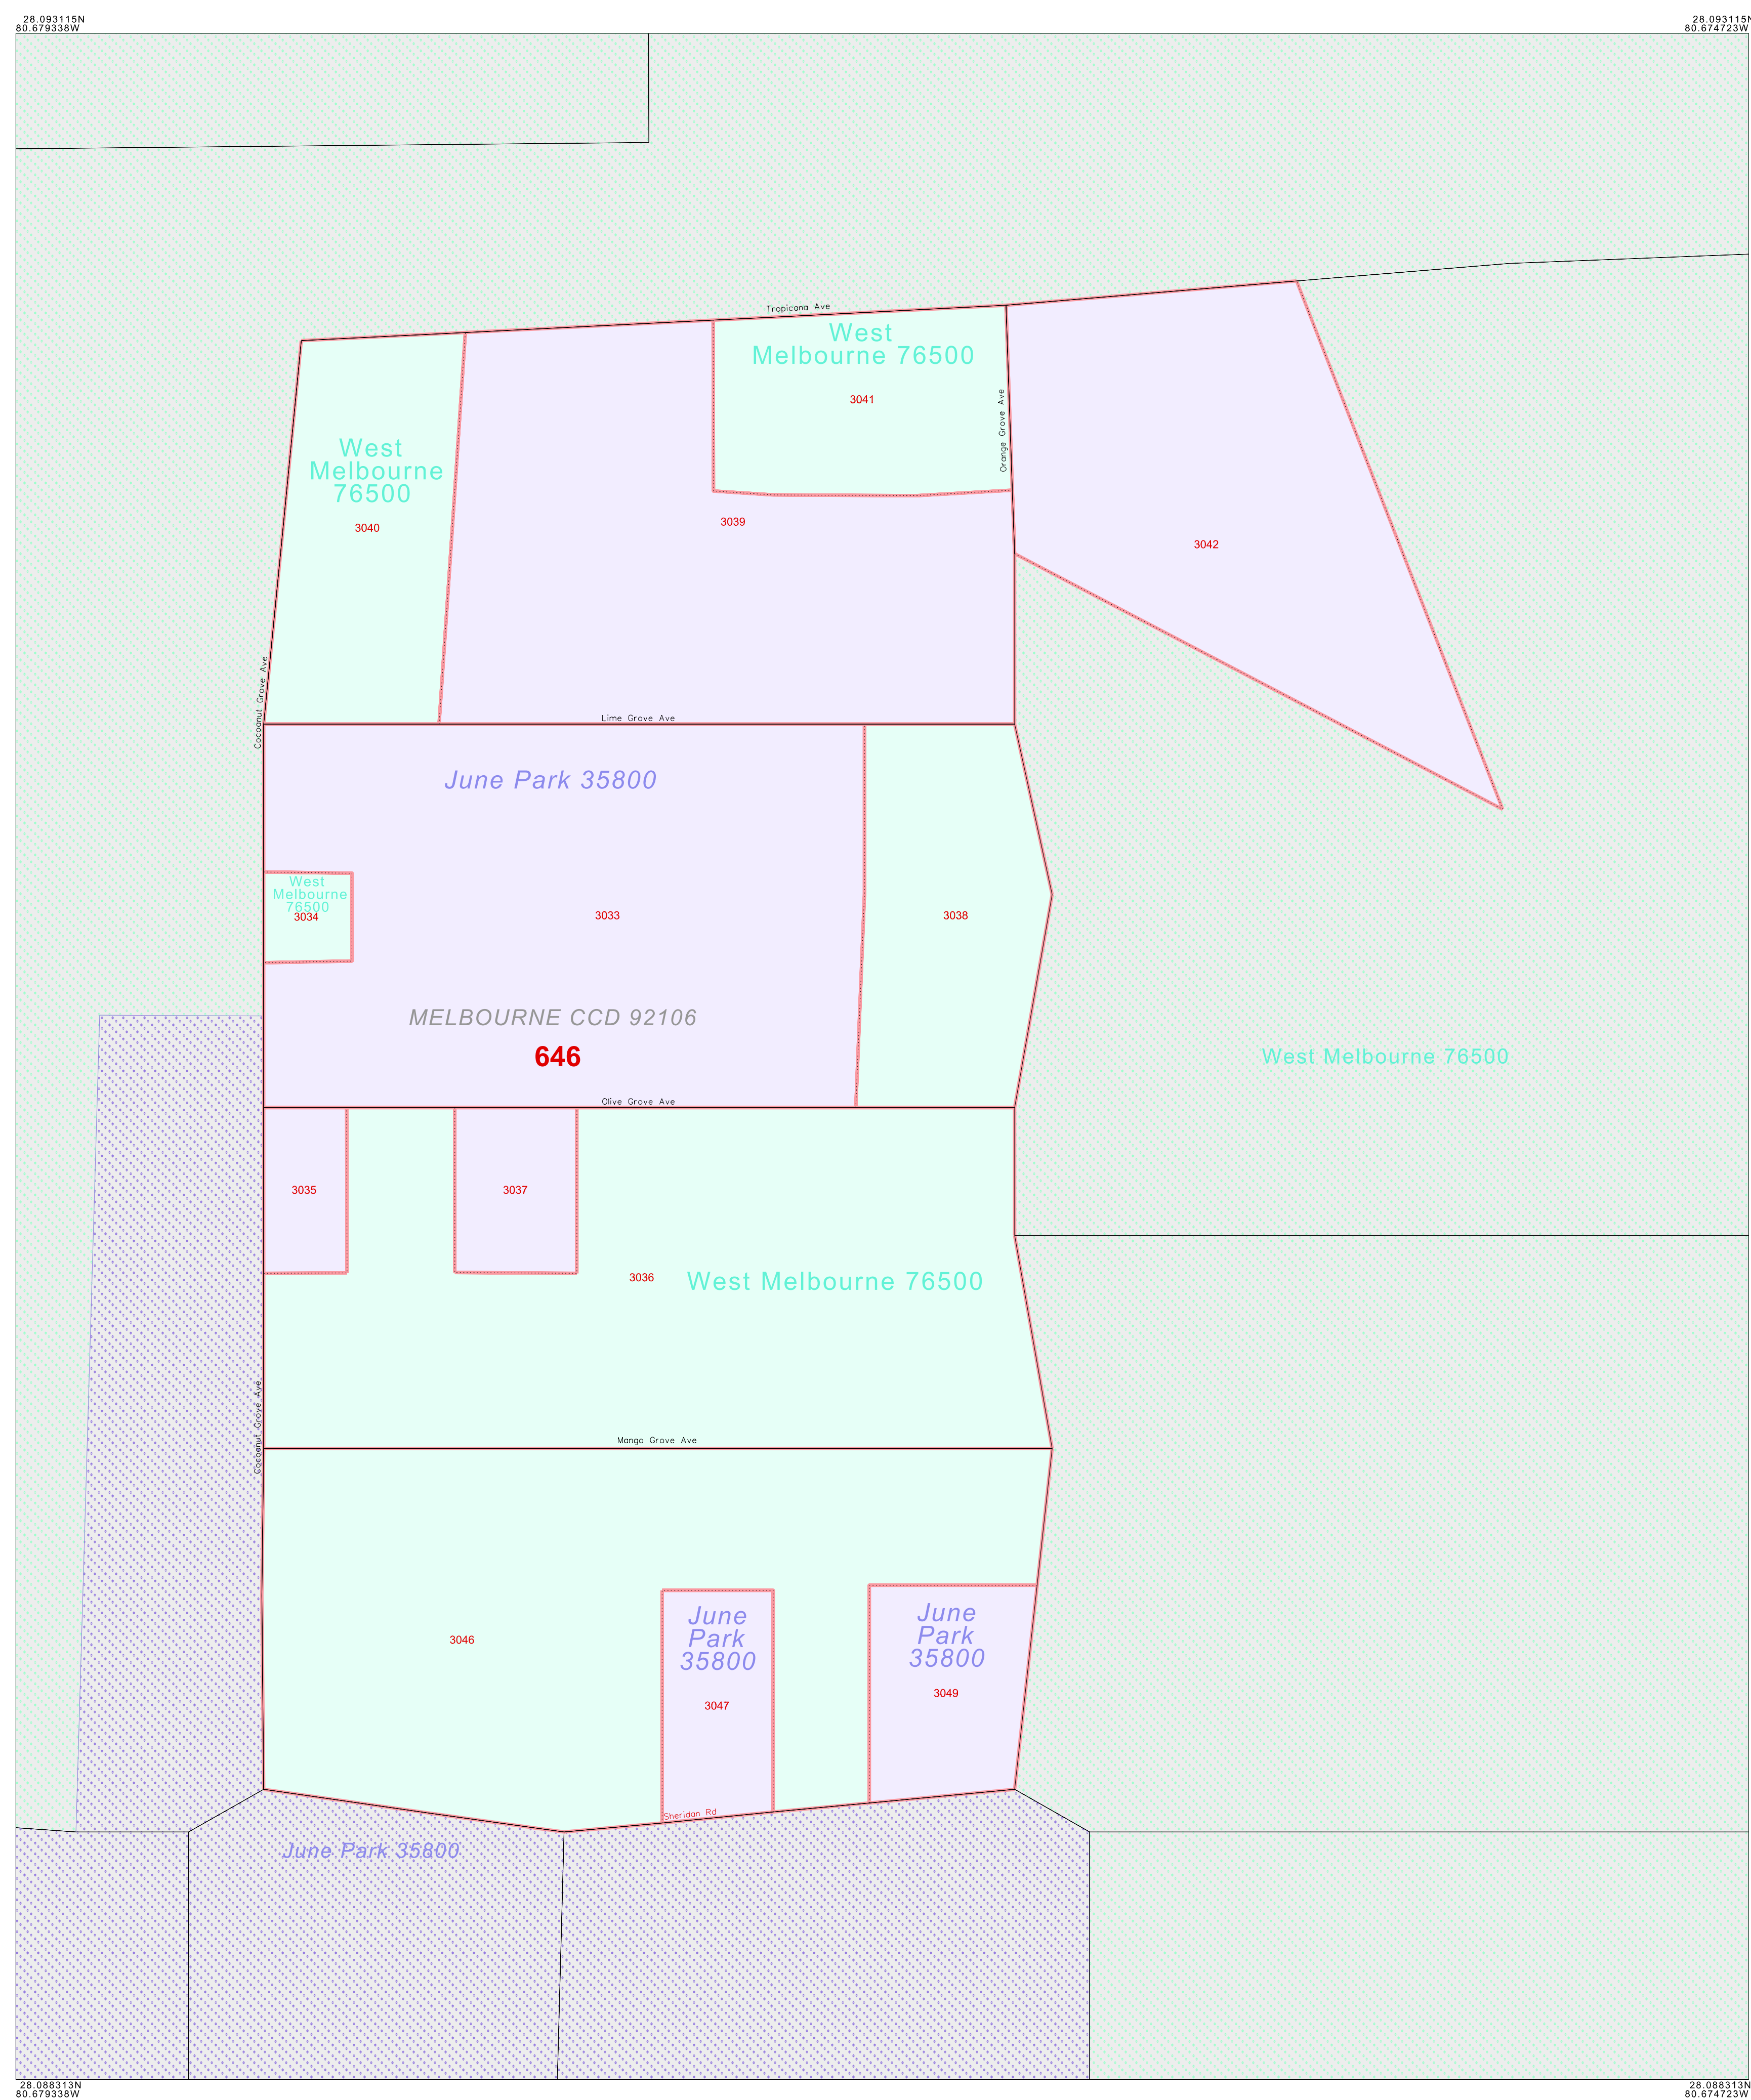 28.093115N
80.679338W
28.093115N
80.674723W
Tropicana Ave
West
Melbourne 76500
3041
Orange Grove Ave
West
Melbourne
76500
3040
3039
3042
Cocoanut Grove Ave
Lime Grove Ave
June Park 35800
West
Melbourne
76500
3034
3033
3038
MELBOURNE CCD 92106
646
West Melbourne 76500
Olive Grove Ave
3035
3037
3036
West Melbourne 76500
Cocoanut Grove Ave
Mango Grove Ave
3046
June
Park
35800
3047
June
Park
35800
3049
Sheridan Rd
June Park 35800
28.088313N
80.679338W
28.088313N
80.674723W